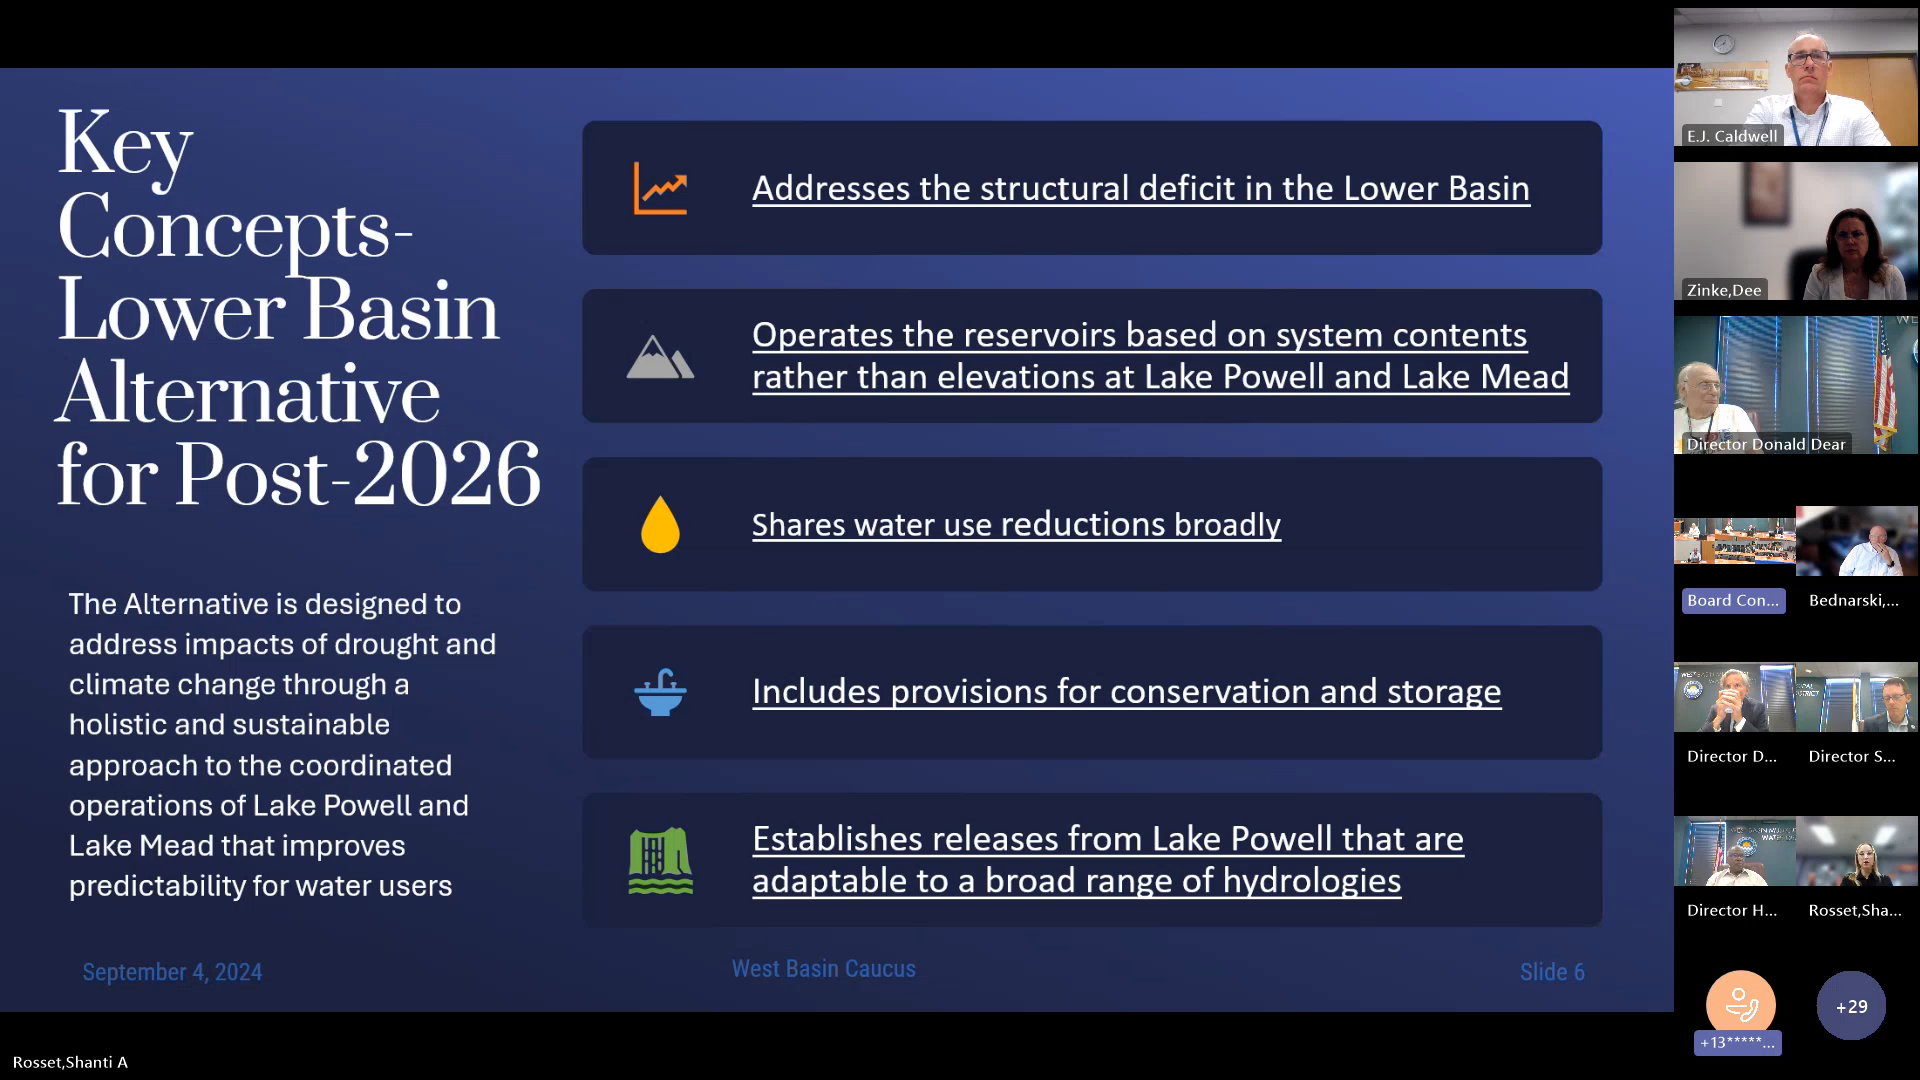 Key
Concepts-
Lower Basin
Alternative
for Post-2026
The Alternative is designed to
address impacts of drought and
climate change through a
holistic and sustainable
approach to the coordinated
operations of Lake Powell and
Lake Mead that improves
predictability for water users
Addresses the structural deficit in the Lower Basin
Operates the reservoirs based on system contents
rather than elevations at Lake Powell and Lake Mead
Shares water use reductions broadly
Includes provisions for conservation and storage
Establishes releases from Lake Powell that are
adaptable to a broad range of hydrologies
September 4, 2024
West Basin Caucus
Slide 6
E.J. Caldwell
Zinke,Dee
Director Donald Dear
Board Con...
Bednarski,...
Director D...
Director S...
Director H...
Rosset,Sha...
+13*****...
+29
Rosset,Shanti A